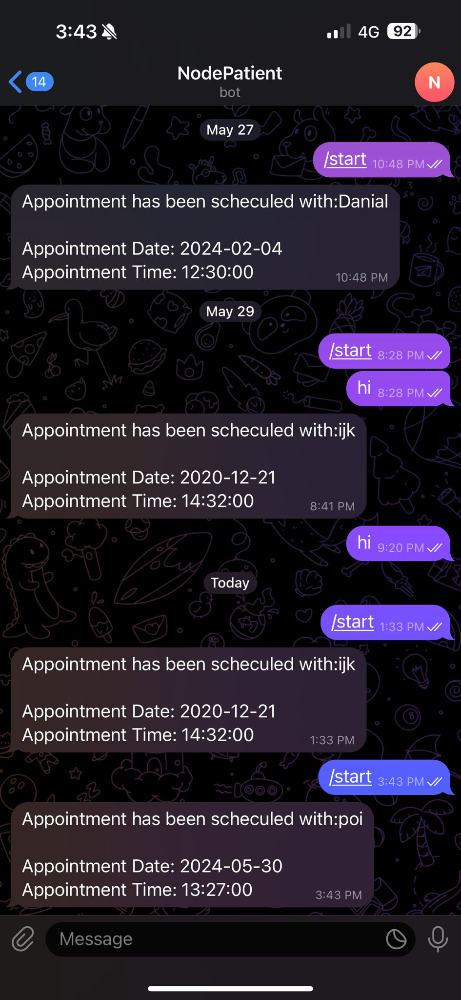 3:43
4G
92
14
NodePatient
bot
N
May 27
/start 10:48 PM
Appointment has been scheculed with:Danial
Appointment Date: 2024-02-04
Appointment Time: 12:30:00
10:48 PM
May 29
/start 8:28 PM
hi 8:28 PM
Appointment has been scheculed with:ijk
Appointment Date: 2020-12-21
Appointment Time: 14:32:00
8:41 PM
hi 9:20 PM
Today
/start 1:33 PM
Appointment has been scheculed with:ijk
Appointment Date: 2020-12-21
Appointment Time: 14:32:00
1:33 PM
/start 3:43 PM
Appointment has been scheculed with:poi
Appointment Date: 2024-05-30
Appointment Time: 13:27:00
3:43 PM
Message